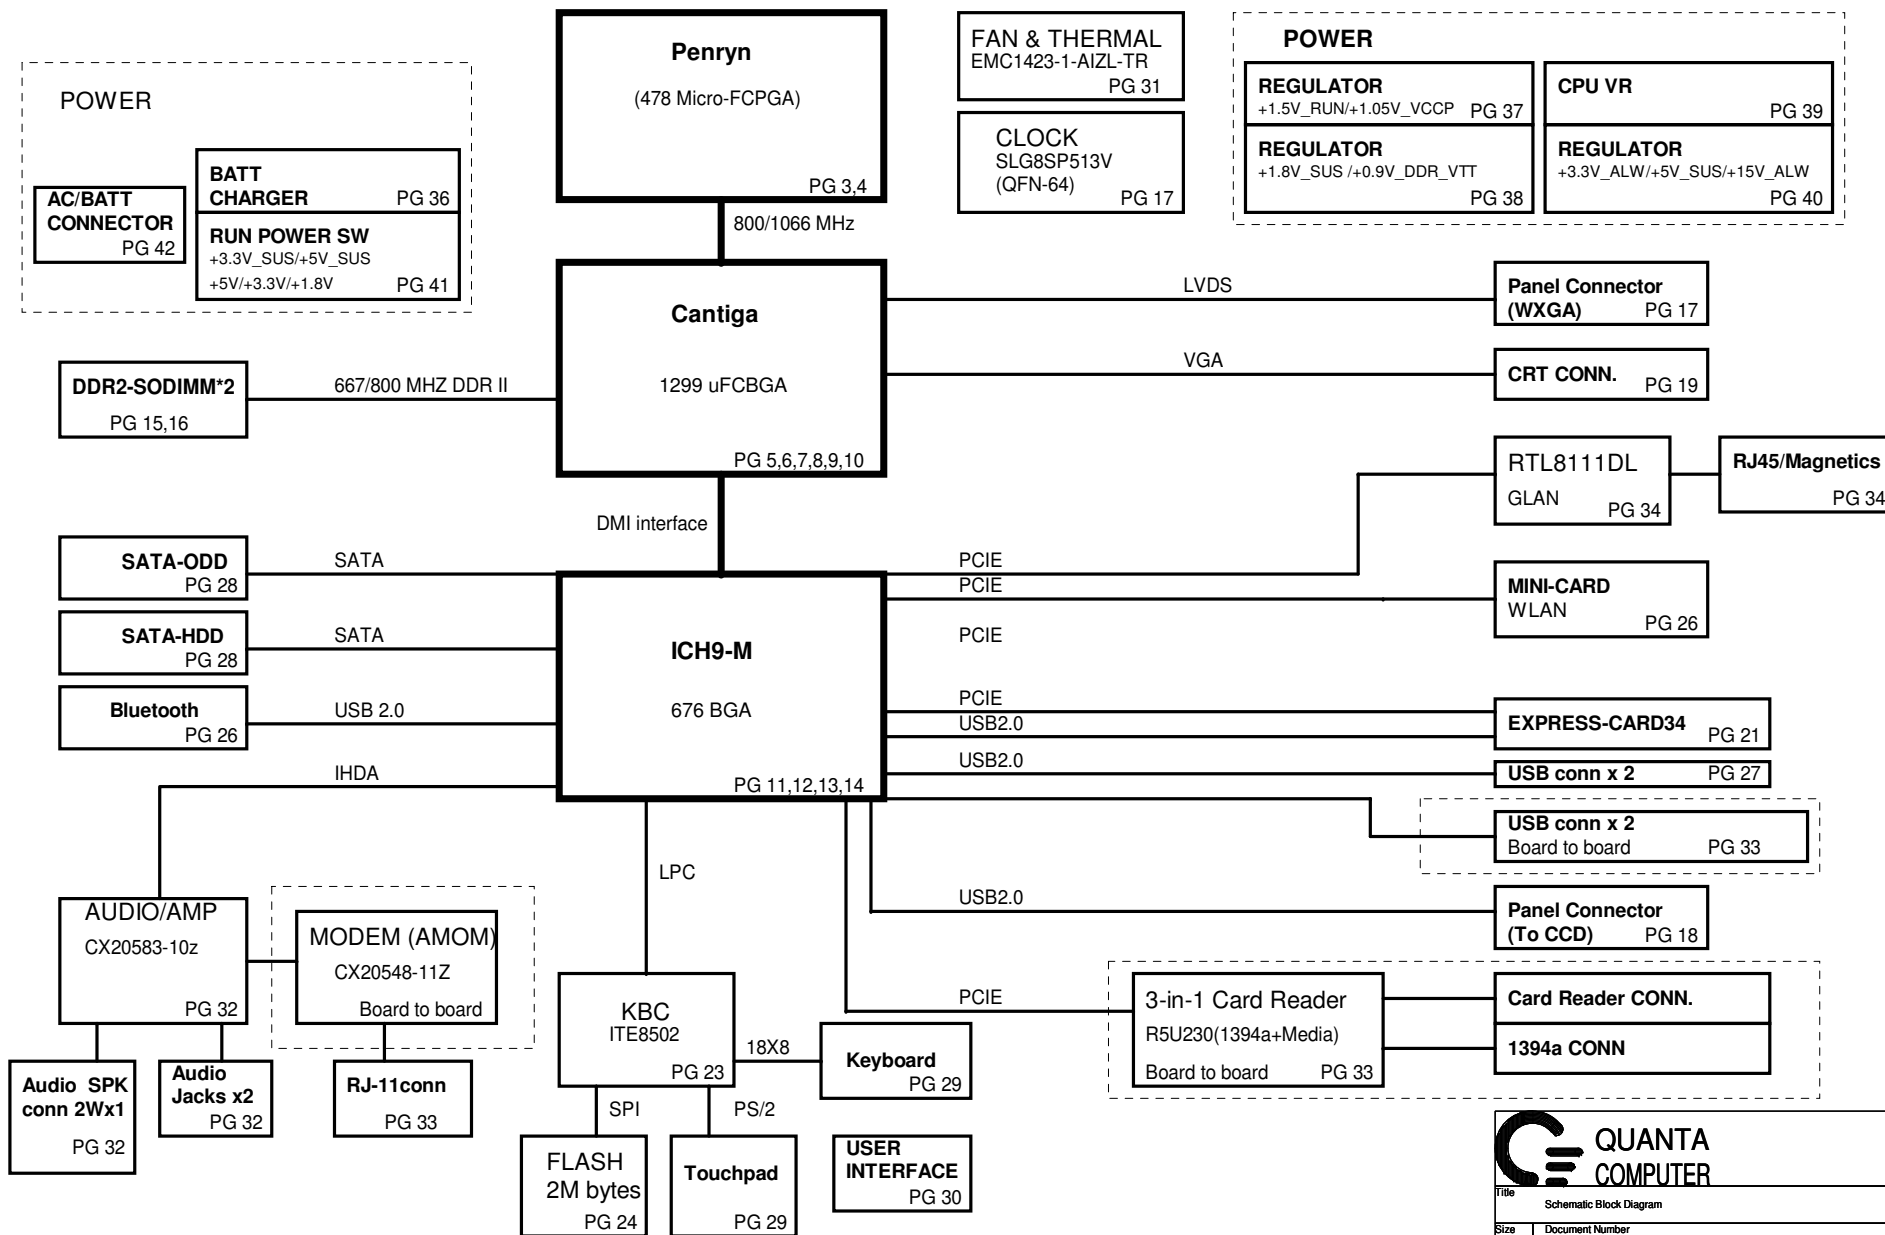 Penryn
(478 Micro-FCPGA)
PG 3,4
FAN & THERMAL
EMC1423-1-AIZL-TR
PG 31
CLOCK
SLG8SP513V
(QFN-64)
PG 17
POWER
REGULATOR
+1.5V_RUN/+1.05V_VCCP PG 37
CPU VR
PG 39
REGULATOR
+1.8V_SUS /+0.9V_DDR_VTT
PG 38
REGULATOR
+3.3V_ALW/+5V_SUS/+15V_ALW
PG 40
POWER
AC/BATT
CONNECTOR
PG 42
BATT
CHARGER PG 36
RUN POWER SW
+3.3V_SUS/+5V_SUS
+5V/+3.3V/+1.8V PG 41
800/1066 MHz
Cantiga
1299 uFCBGA
PG 5,6,7,8,9,10
LVDS
Panel Connector
(WXGA) PG 17
VGA
CRT CONN. PG 19
DDR2-SODIMM*2
PG 15,16
667/800 MHZ DDR II
RTL8111DL
GLAN PG 34
RJ45/Magnetics
PG 34
DMI interface
SATA-ODD
PG 28
SATA
SATA-HDD
PG 28
SATA
Bluetooth
PG 26
USB 2.0
IHDA
ICH9-M
676 BGA
PG 11,12,13,14
PCIE
PCIE
MINI-CARD
WLAN
PG 26
PCIE
PCIE
USB2.0
EXPRESS-CARD34 PG 21
USB2.0
USB conn x 2 PG 27
USB conn x 2
Board to board PG 33
USB2.0
Panel Connector
(To CCD) PG 18
LPC
AUDIO/AMP
CX20583-10z
PG 32
MODEM (AMOM)
CX20548-11Z
Board to board
Audio SPK
conn 2Wx1
PG 32
Audio
Jacks x2
PG 32
RJ-11conn
PG 33
KBC
ITE8502
PG 23
18X8
Keyboard
PG 29
SPI
PS/2
FLASH
2M bytes
PG 24
Touchpad
PG 29
USER
INTERFACE
PG 30
PCIE
3-in-1 Card Reader
R5U230(1394a+Media)
Board to board PG 33
Card Reader CONN.
1394a CONN
QUANTA
COMPUTER
Title
Schematic Block Diagram
Size Document Number